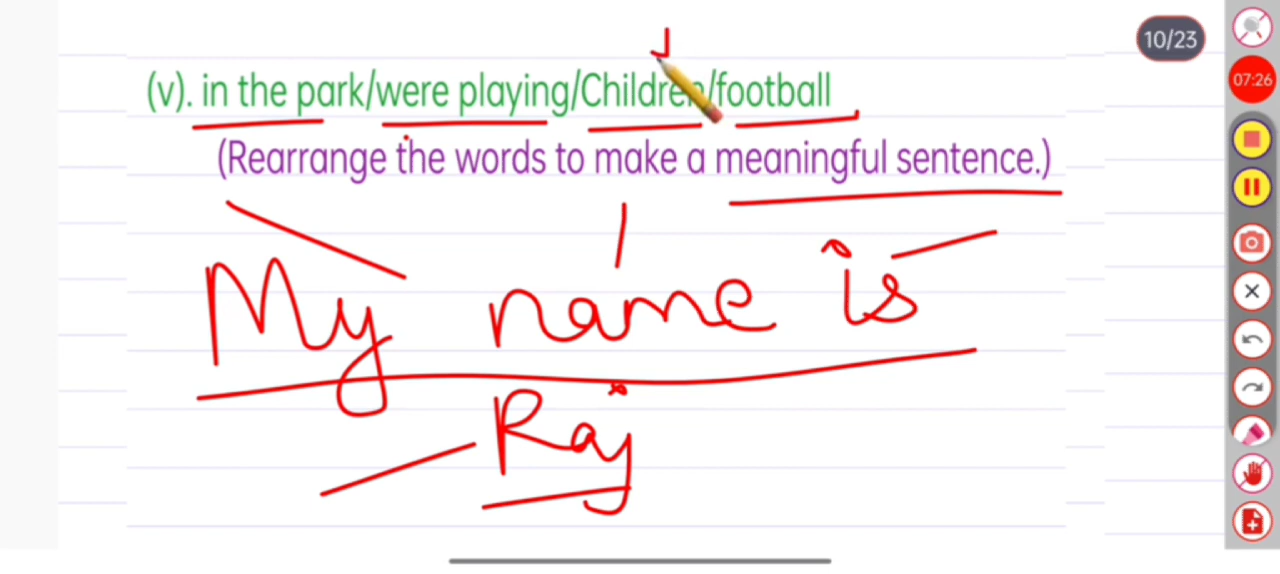 10/23
07:26
(v). in the park/were playing/Children/football
(Rearrange the words to make a meaningful sentence.)
My name is
Raj